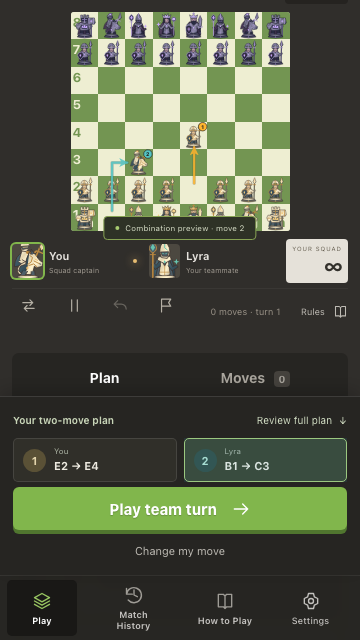 8
7
6
5
4
1
3
2
2
1
Combination preview · move 2
You
Squad captain
Lyra
Your teammate
YOUR SQUAD
∞
0 moves · turn 1
Rules
Plan
Moves 0
Your two-move plan
Review full plan ↓
1
You
E2 → E4
2
Lyra
B1 → C3
Play team turn →
Change my move
Play
Match History
How to Play
Settings